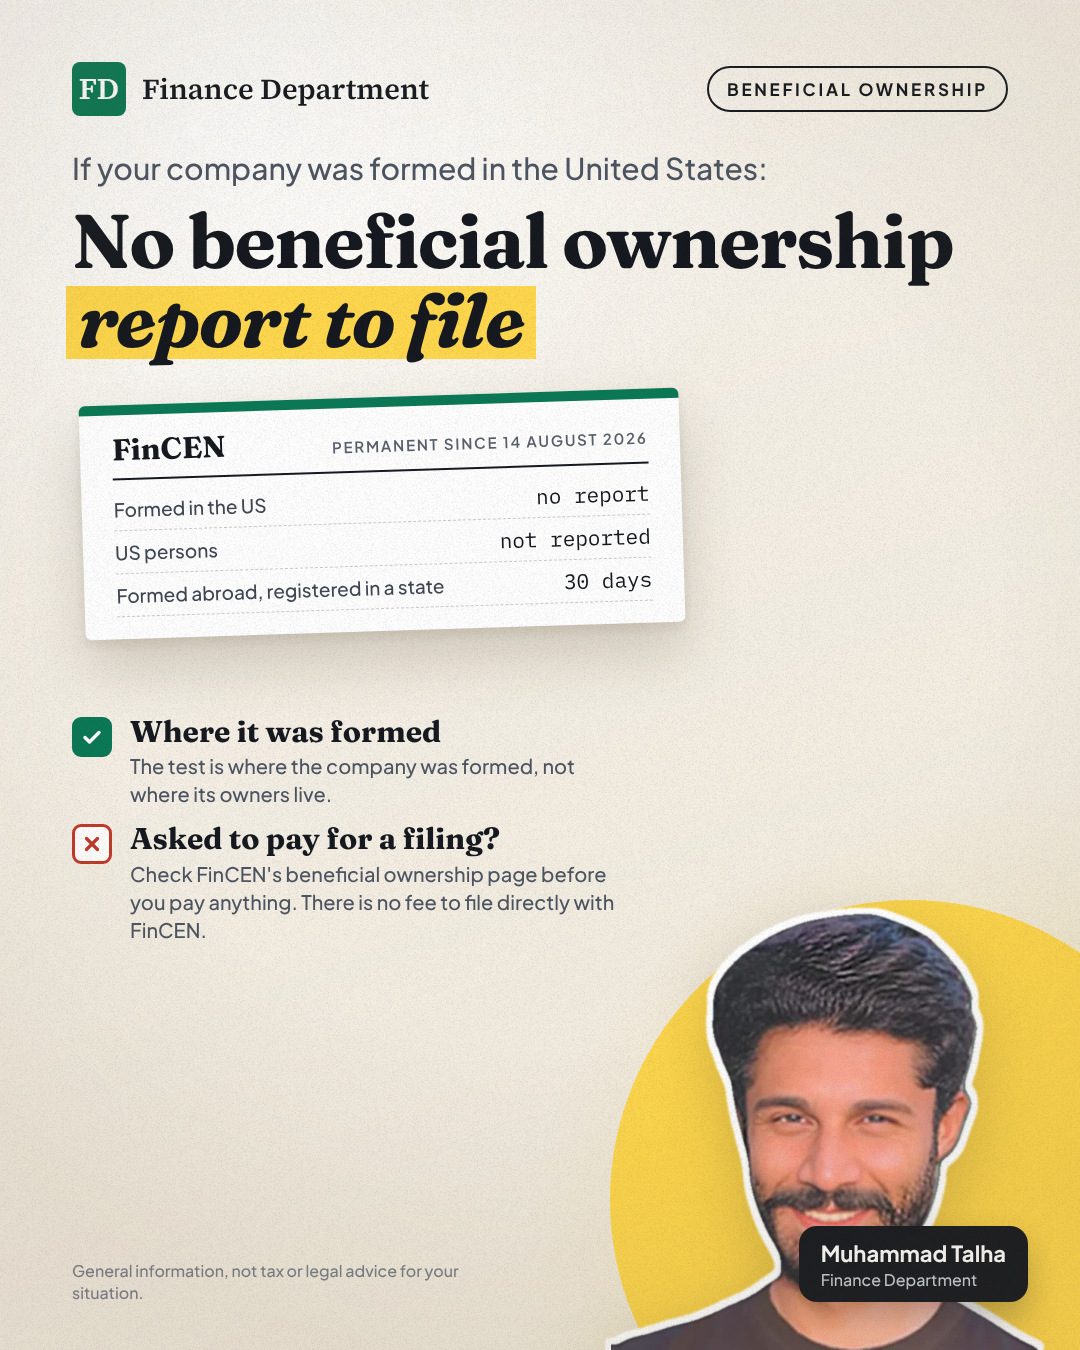 FD Finance Department
BENEFICIAL OWNERSHIP
If your company was formed in the United States:
No beneficial ownership
report to file
FinCEN
PERMANENT SINCE 14 AUGUST 2026
Formed in the US no report
US persons not reported
Formed abroad, registered in a state 30 days
Where it was formed
The test is where the company was formed, not
where its owners live.
Asked to pay for a filing?
Check FinCEN's beneficial ownership page before
you pay anything. There is no fee to file directly with
FinCEN.
Muhammad Talha
Finance Department
General information, not tax or legal advice for your
situation.